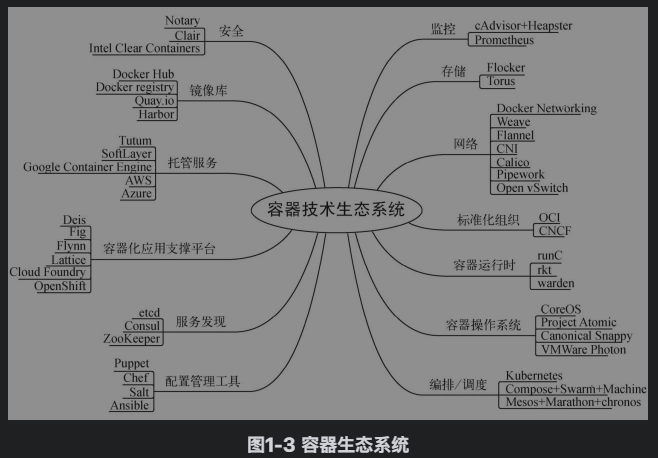 Notary
Clair
Intel Clear Containers
安全
Docker Hub
Docker registry
Quay.io
Harbor
镜像库
Tutum
SoftLayer
Google Container Engine
AWS
Azure
托管服务
Deis
Fig
Flynn
Lattice
Cloud Foundry
OpenShift
容器化应用支撑平台
etcd
Consul
ZooKeeper
服务发现
Puppet
Chef
Salt
Ansible
配置管理工具
容器技术生态系统
监控
cAdvisor+Heapster
Prometheus
存储
Flocker
Torus
网络
Docker Networking
Weave
Flannel
CNI
Calico
Pipework
Open vSwitch
标准化组织
OCI
CNCF
容器运行时
runC
rkt
warden
容器操作系统
CoreOS
Project Atomic
Canonical Snappy
VMWare Photon
编排/调度
Kubernetes
Compose+Swarm+Machine
Mesos+Marathon+chronos
图1-3 容器生态系统